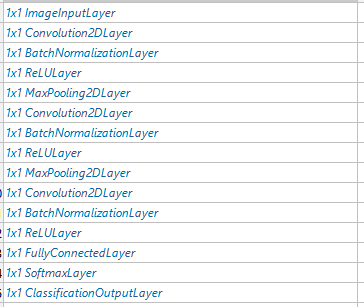 1x1 ImageInputLayer
1x1 Convolution2DLayer
1x1 BatchNormalizationLayer
1x1 ReLULayer
1x1 MaxPooling2DLayer
1x1 Convolution2DLayer
1x1 BatchNormalizationLayer
1x1 ReLULayer
1x1 MaxPooling2DLayer
1x1 Convolution2DLayer
1x1 BatchNormalizationLayer
1x1 ReLULayer
1x1 FullyConnectedLayer
1x1 SoftmaxLayer
1x1 ClassificationOutputLayer